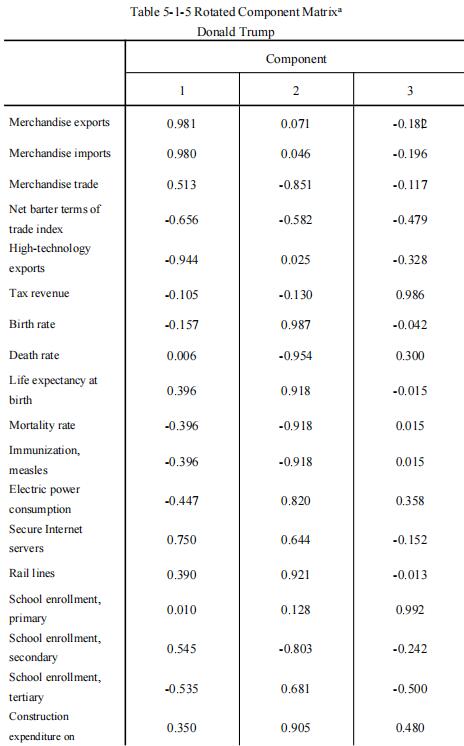 Table 5-1-5 Rotated Component Matrixᵃ
Donald Trump
Component
1 2 3
Merchandise exports 0.981 0.071 -0.182
Merchandise imports 0.980 0.046 -0.196
Merchandise trade 0.513 -0.851 -0.117
Net barter terms of
trade index -0.656 -0.582 -0.479
High-technology
exports -0.944 0.025 -0.328
Tax revenue -0.105 -0.130 0.986
Birth rate -0.157 0.987 -0.042
Death rate 0.006 -0.954 0.300
Life expectancy at
birth 0.396 0.918 -0.015
Mortality rate -0.396 -0.918 0.015
Immunization,
measles -0.396 -0.918 0.015
Electric power
consumption -0.447 0.820 0.358
Secure Internet
servers 0.750 0.644 -0.152
Rail lines 0.390 0.921 -0.013
School enrollment,
primary 0.010 0.128 0.992
School enrollment,
secondary 0.545 -0.803 -0.242
School enrollment,
tertiary -0.535 0.681 -0.500
Construction
expenditure on 0.350 0.905 0.480